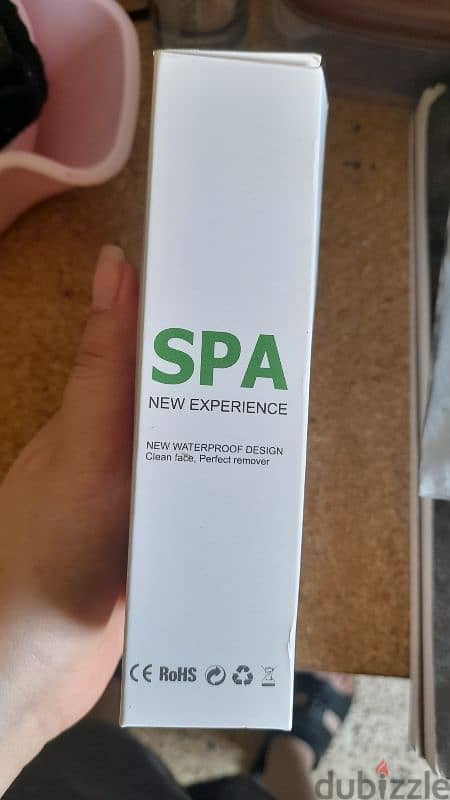 SPA
NEW EXPERIENCE
NEW WATERPROOF DESIGN
Clean face, Perfect remover
CE RoHS
dubizzle